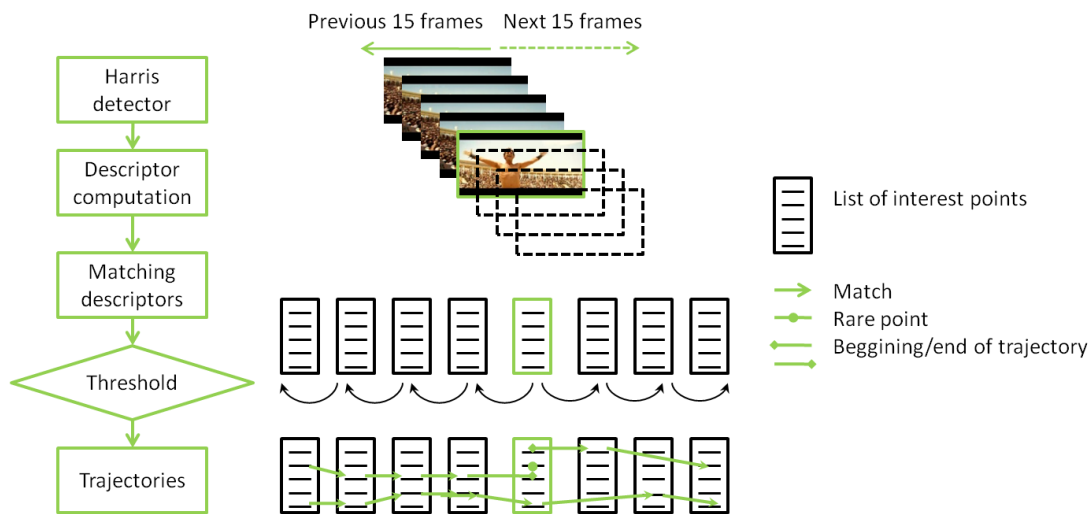 Previous 15 frames
Next 15 frames
Harris
detector
Descriptor
computation
Matching
descriptors
Threshold
Trajectories
List of interest points
Match
Rare point
Beggining/end of trajectory